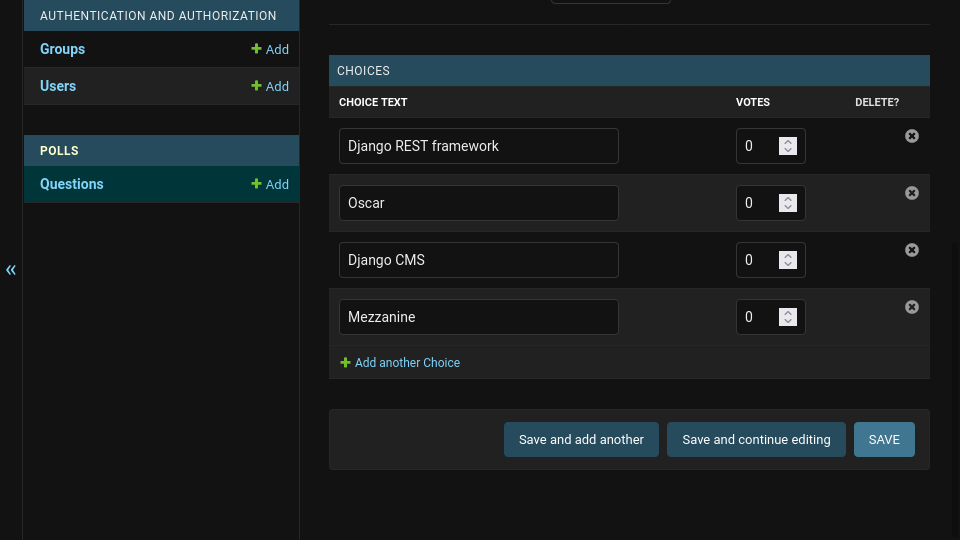 AUTHENTICATION AND AUTHORIZATION
Groups
Add
Users
Add
POLLS
Questions
Add
«
CHOICES
CHOICE TEXT VOTES DELETE?
Django REST framework 0
Oscar 0
Django CMS 0
Mezzanine 0
Add another Choice
Save and add another Save and continue editing SAVE